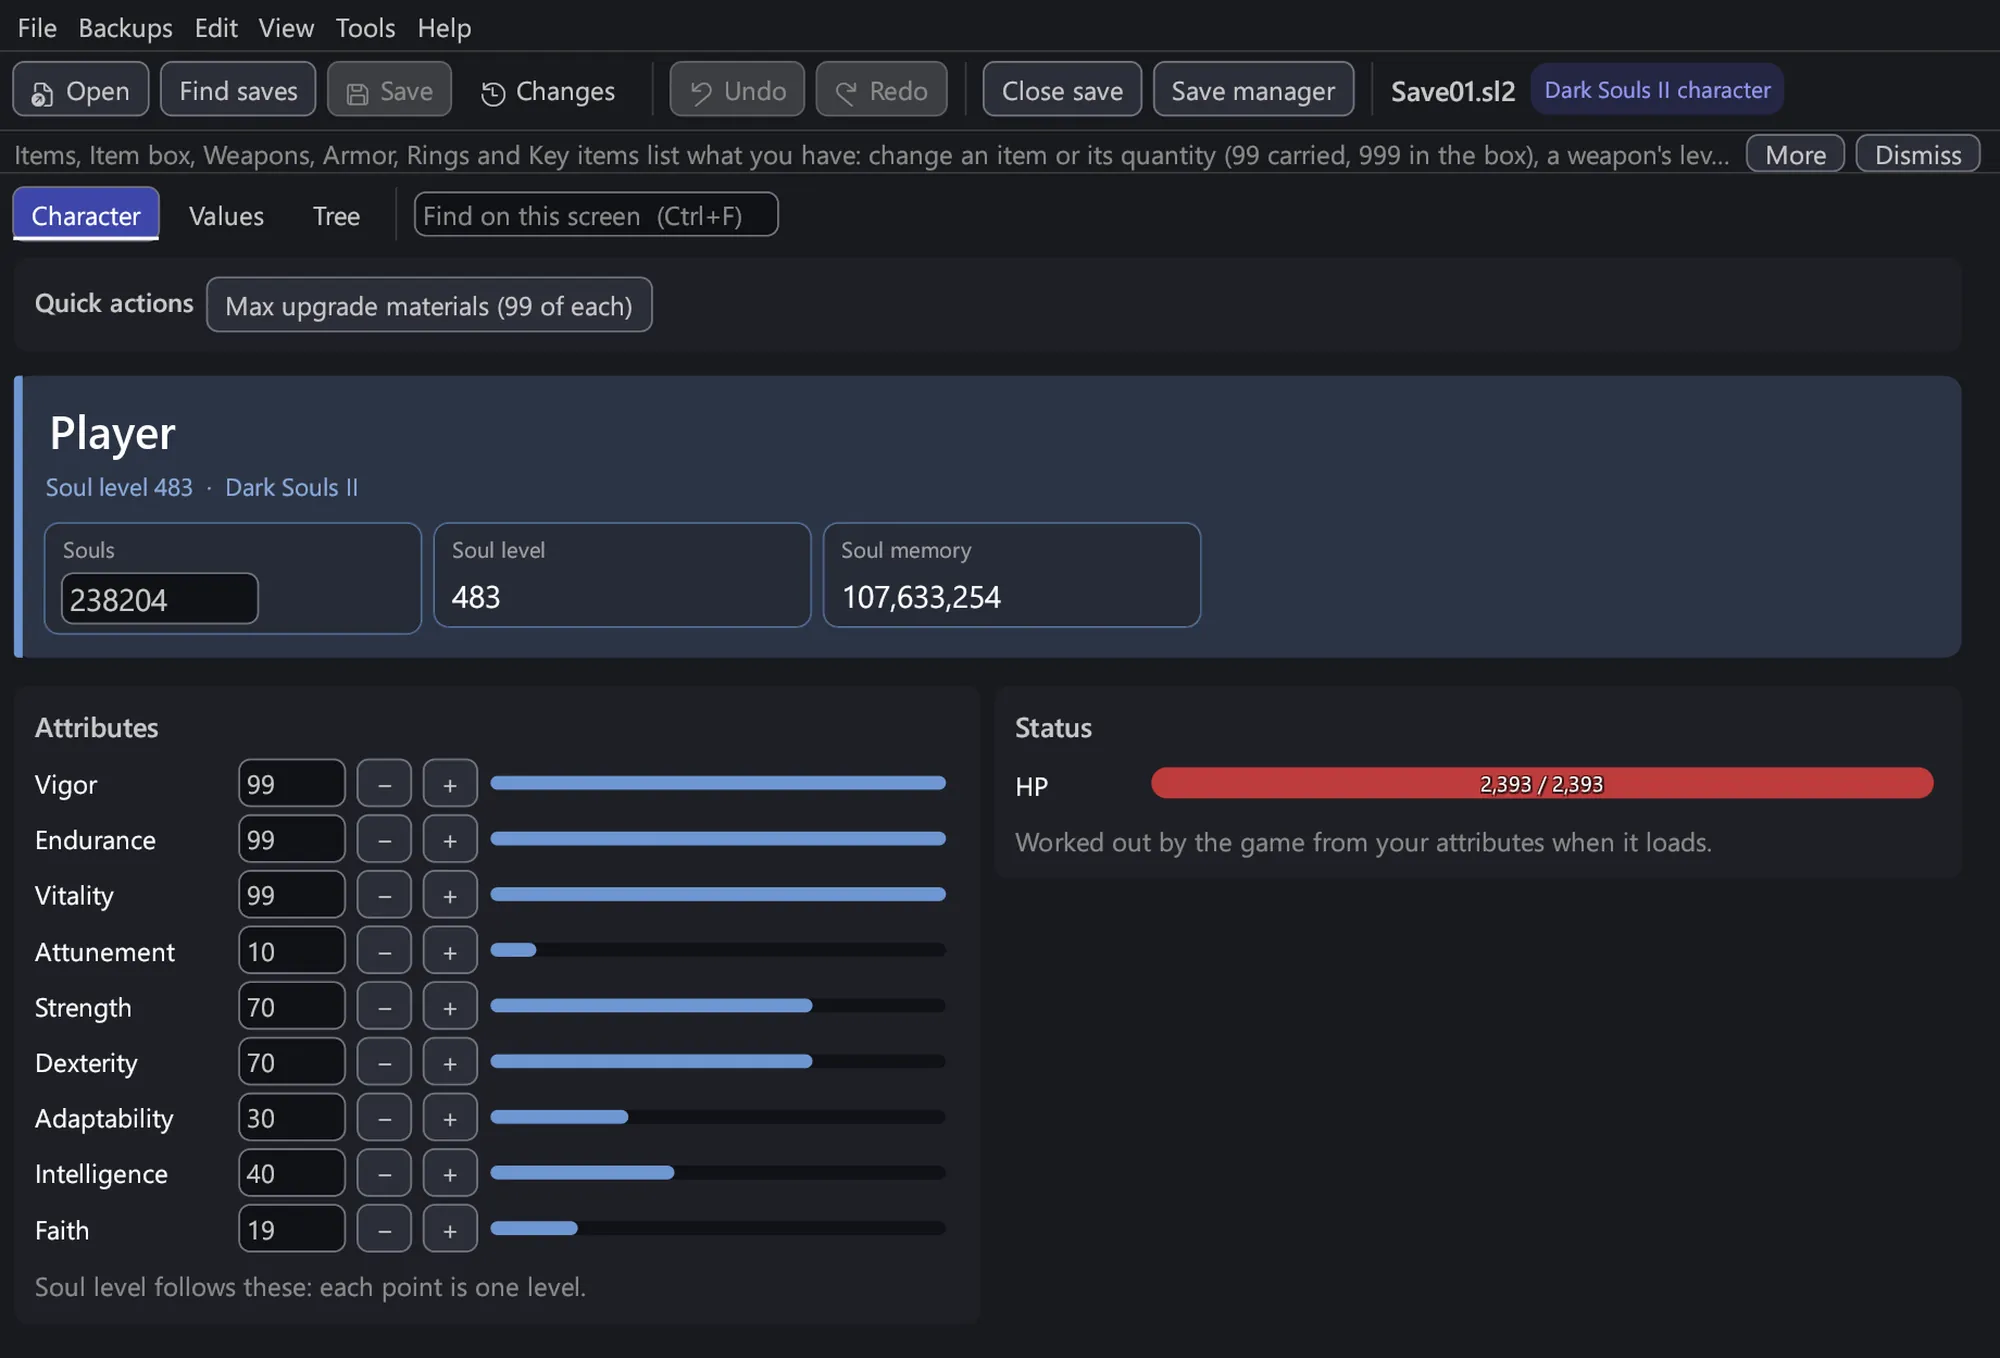 File Backups Edit View Tools Help
Open Find saves Save Changes Undo Redo Close save Save manager Save01.sl2 Dark Souls II character
Items, Item box, Weapons, Armor, Rings and Key items list what you have: change an item or its quantity (99 carried, 999 in the box), a weapon's lev... More Dismiss
Character Values Tree Find on this screen (Ctrl+F)
Quick actions Max upgrade materials (99 of each)
Player
Soul level 483 · Dark Souls II
Souls
238204
Soul level
483
Soul memory
107,633,254
Attributes
Vigor 99 – +
Endurance 99 – +
Vitality 99 – +
Attunement 10 – +
Strength 70 – +
Dexterity 70 – +
Adaptability 30 – +
Intelligence 40 – +
Faith 19 – +
Soul level follows these: each point is one level.
Status
HP 2,393 / 2,393
Worked out by the game from your attributes when it loads.